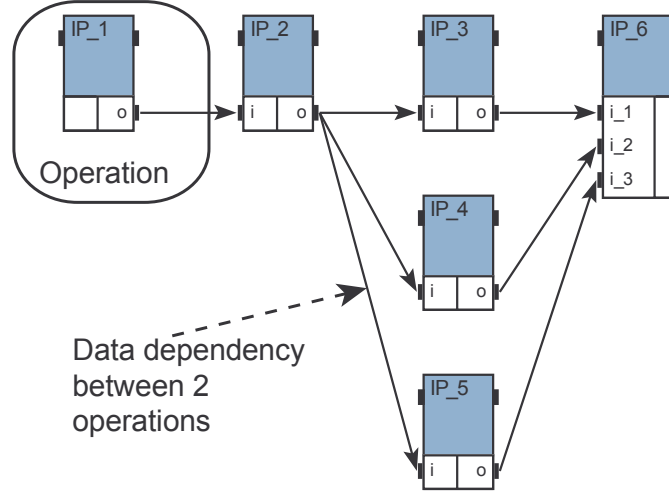 IP_1
IP_2
IP_3
IP_6
o
i
o
i
o
i_1
i_2
i_3
Operation
IP_4
i
o
Data dependency
between 2
operations
IP_5
i
o